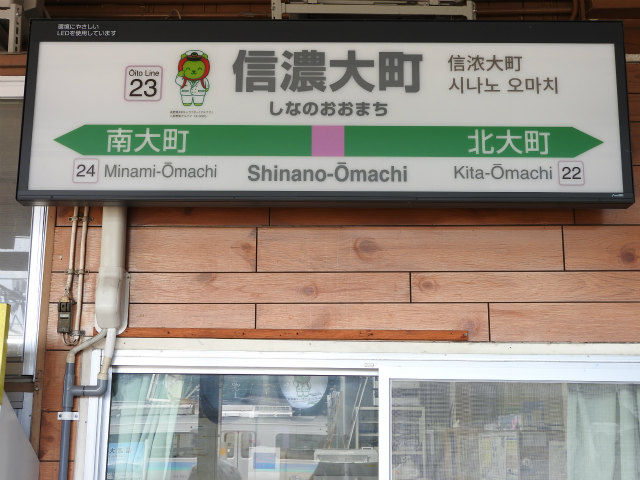 環境にやさしい
LEDを使用しています
Oito Line
23
信濃大町
しなのおおまち
信浓大町
시나노 오마치
南大町
北大町
24 Minami-Ōmachi
Shinano-Ōmachi
Kita-Ōmachi 22